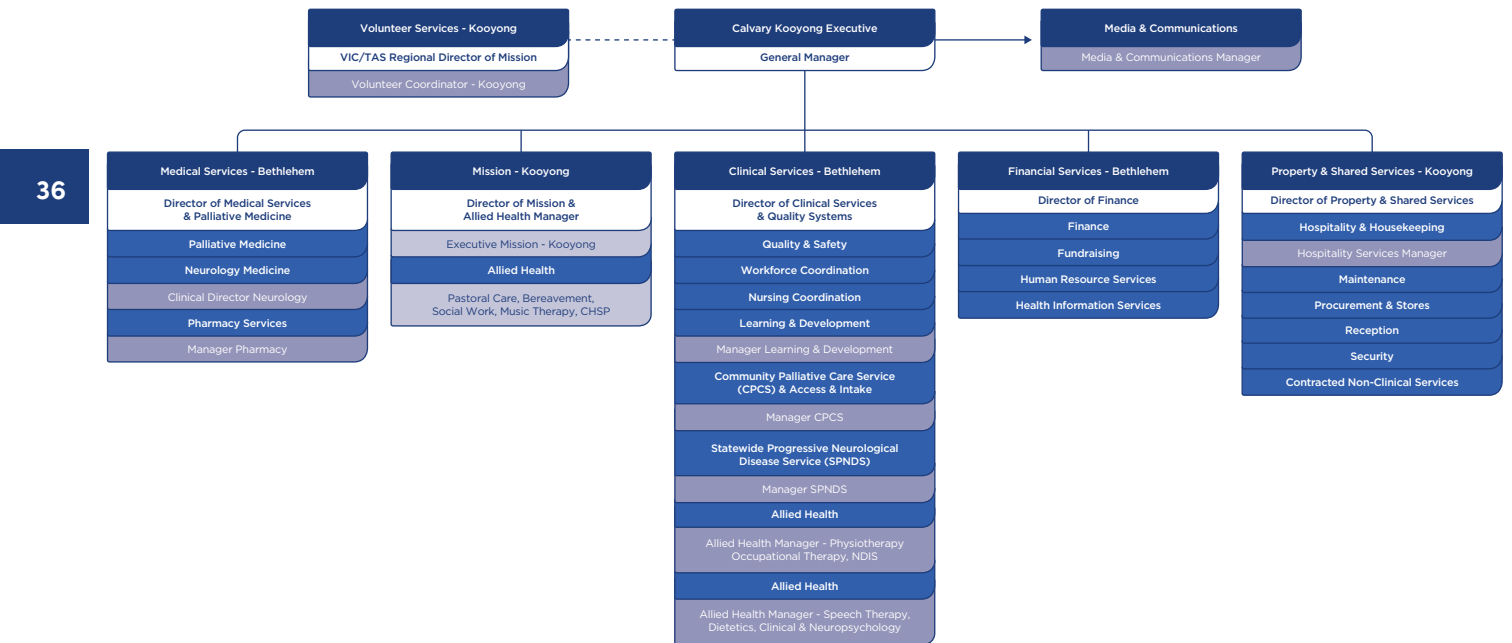 Volunteer Services - Kooyong
VIC/TAS Regional Director of Mission
Volunteer Coordinator - Kooyong
Calvary Kooyong Executive
General Manager
Media & Communications
Media & Communications Manager
36
Medical Services - Bethlehem
Director of Medical Services
& Palliative Medicine
Palliative Medicine
Neurology Medicine
Clinical Director Neurology
Pharmacy Services
Manager Pharmacy
Mission - Kooyong
Director of Mission &
Allied Health Manager
Executive Mission - Kooyong
Allied Health
Pastoral Care, Bereavement,
Social Work, Music Therapy, CHSP
Clinical Services - Bethlehem
Director of Clinical Services
& Quality Systems
Quality & Safety
Workforce Coordination
Nursing Coordination
Learning & Development
Manager Learning & Development
Community Palliative Care Service
(CPCS) & Access & Intake
Manager CPCS
Statewide Progressive Neurological
Disease Service (SPNDS)
Manager SPNDS
Allied Health
Allied Health Manager - Physiotherapy
Occupational Therapy, NDIS
Allied Health
Allied Health Manager - Speech Therapy,
Dietetics, Clinical & Neuropsychology
Financial Services - Bethlehem
Director of Finance
Finance
Fundraising
Human Resource Services
Health Information Services
Property & Shared Services - Kooyong
Director of Property & Shared Services
Hospitality & Housekeeping
Hospitality Services Manager
Maintenance
Procurement & Stores
Reception
Security
Contracted Non-Clinical Services